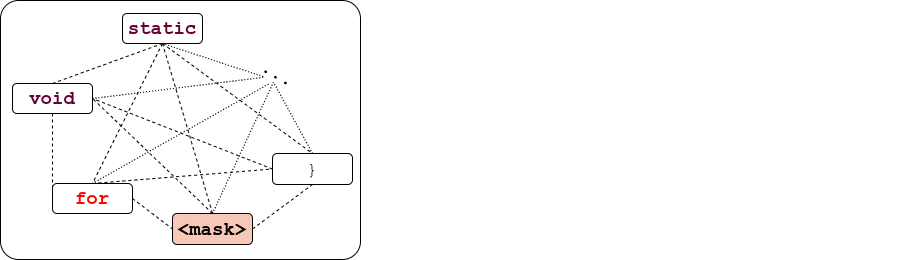 static
...
void
}
for
<mask>